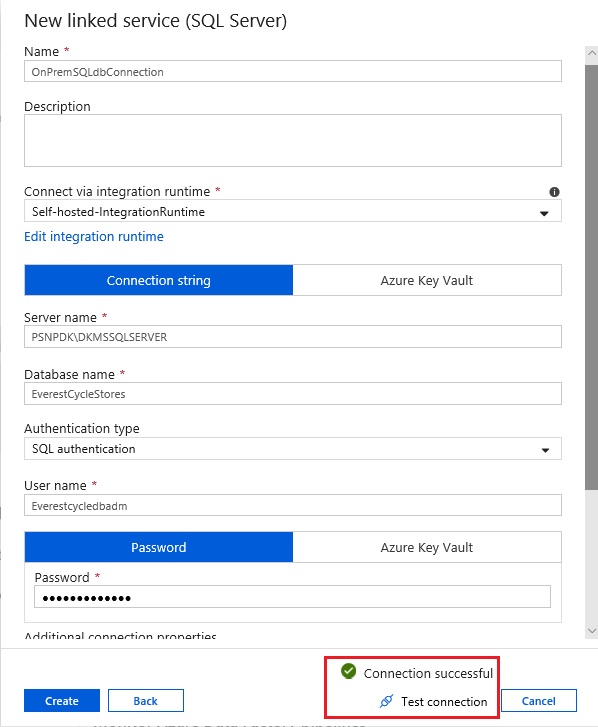 New linked service (SQL Server)
Name *
OnPremSQLdbConnection
Description
Connect via integration runtime *
Self-hosted-IntegrationRuntime
Edit integration runtime
Connection string
Azure Key Vault
Server name *
PSNPDK\DKMSSQLSERVER
Database name *
EverestCycleStores
Authentication type
SQL authentication
User name *
Everestcycledbadm
Password
Azure Key Vault
Password *
•••••••••••••
Additional connection properties
Connection successful
Create
Back
Test connection
Cancel